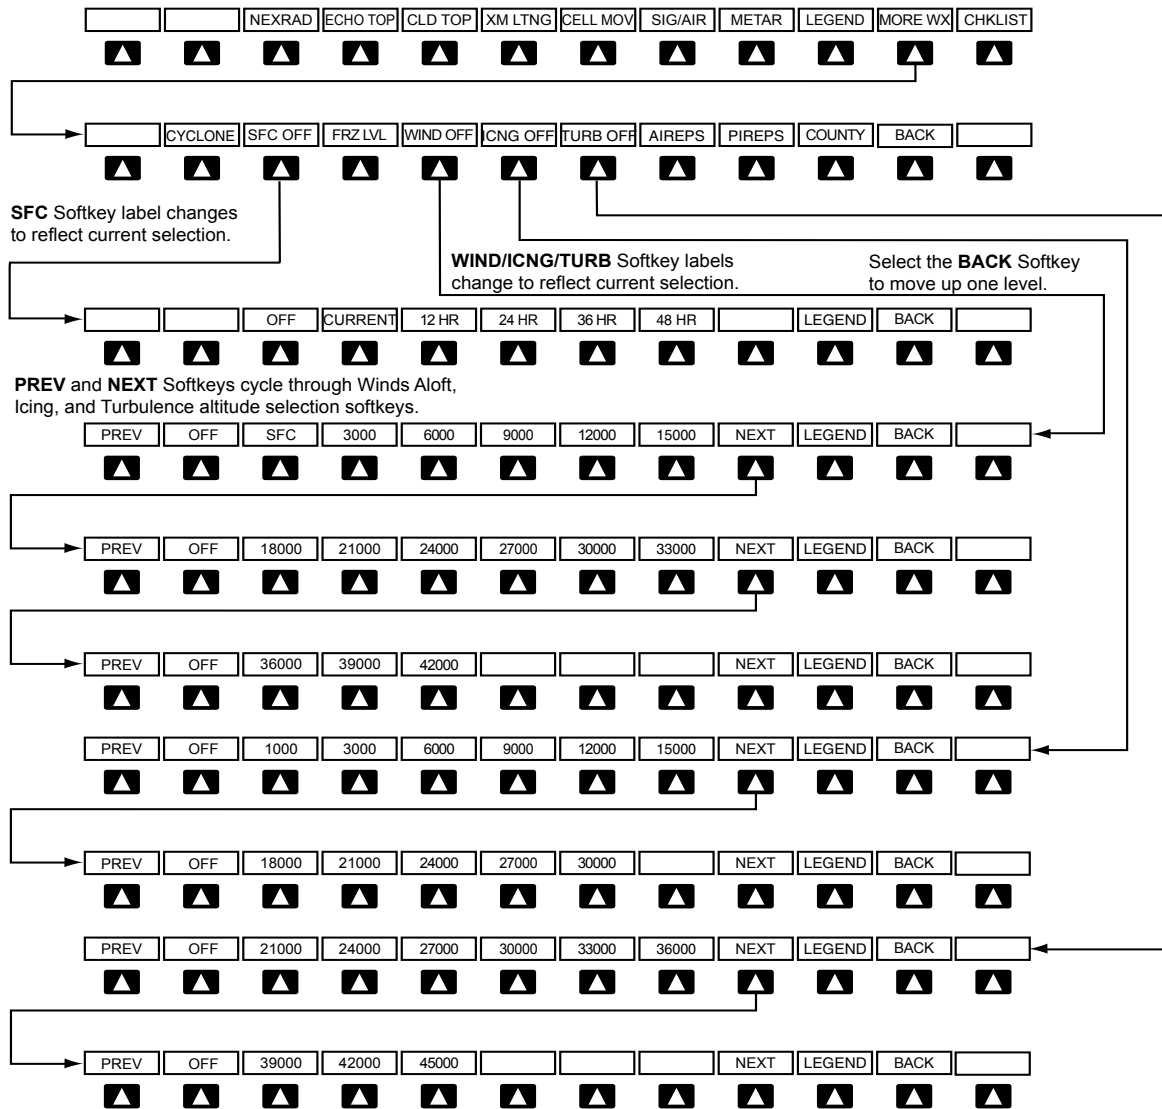 NEXRAD ECHO TOP CLD TOP XM LTNG CELL MOV SIG/AIR METAR LEGEND MORE WX CHKLIST
CYCLONE SFC OFF FRZ LVL WIND OFF ICNG OFF TURB OFF AIREPS PIREPS COUNTY BACK
SFC Softkey label changes
to reflect current selection.
WIND/ICNG/TURB Softkey labels
change to reflect current selection.
Select the BACK Softkey
to move up one level.
OFF CURRENT 12 HR 24 HR 36 HR 48 HR LEGEND BACK
PREV and NEXT Softkeys cycle through Winds Aloft,
Icing, and Turbulence altitude selection softkeys.
PREV OFF SFC 3000 6000 9000 12000 15000 NEXT LEGEND BACK
PREV OFF 18000 21000 24000 27000 30000 33000 NEXT LEGEND BACK
PREV OFF 36000 39000 42000 NEXT LEGEND BACK
PREV OFF 1000 3000 6000 9000 12000 15000 NEXT LEGEND BACK
PREV OFF 18000 21000 24000 27000 30000 NEXT LEGEND BACK
PREV OFF 21000 24000 27000 30000 33000 36000 NEXT LEGEND BACK
PREV OFF 39000 42000 45000 NEXT LEGEND BACK